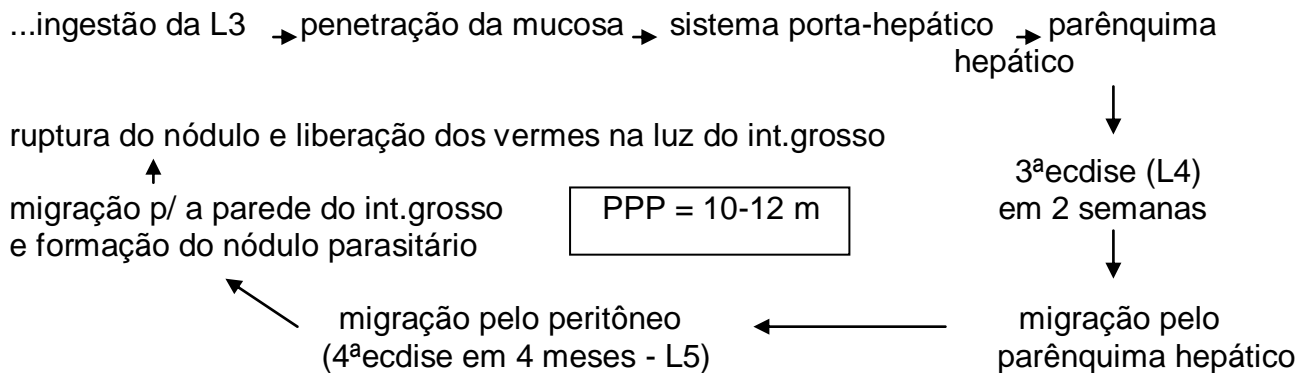 ...ingestão da L3 penetração da mucosa sistema porta-hepático parênquima
hepático
ruptura do nódulo e liberação dos vermes na luz do int.grosso
3ªecdise (L4)
em 2 semanas
migração p/ a parede do int.grosso
e formação do nódulo parasitário
PPP = 10-12 m
migração pelo peritôneo
(4ªecdise em 4 meses - L5)
migração pelo
parênquima hepático